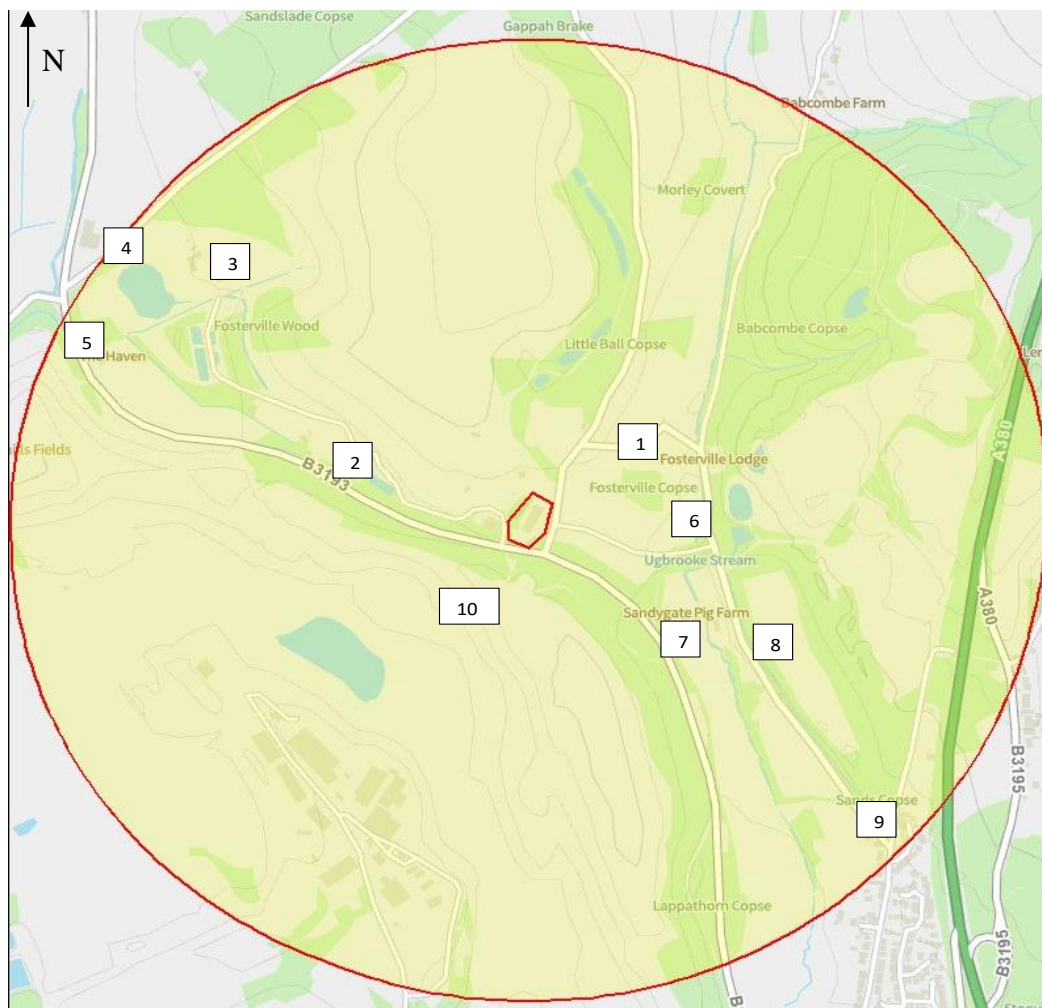 Sandslade Copse
Gappah Brake
N
Babcombe Farm
Morley Covert
4
3
Fosterville Wood
Babcombe Copse
5
Little Ball Copse
A380
1
2
Fosterville Lodge
B3193
Fosterville Copse
6
Ugbrooke Stream
A380
10
Sandygate Pig Farm
7
8
B3195
Sands Copse
9
Lappathorn Copse
B3195